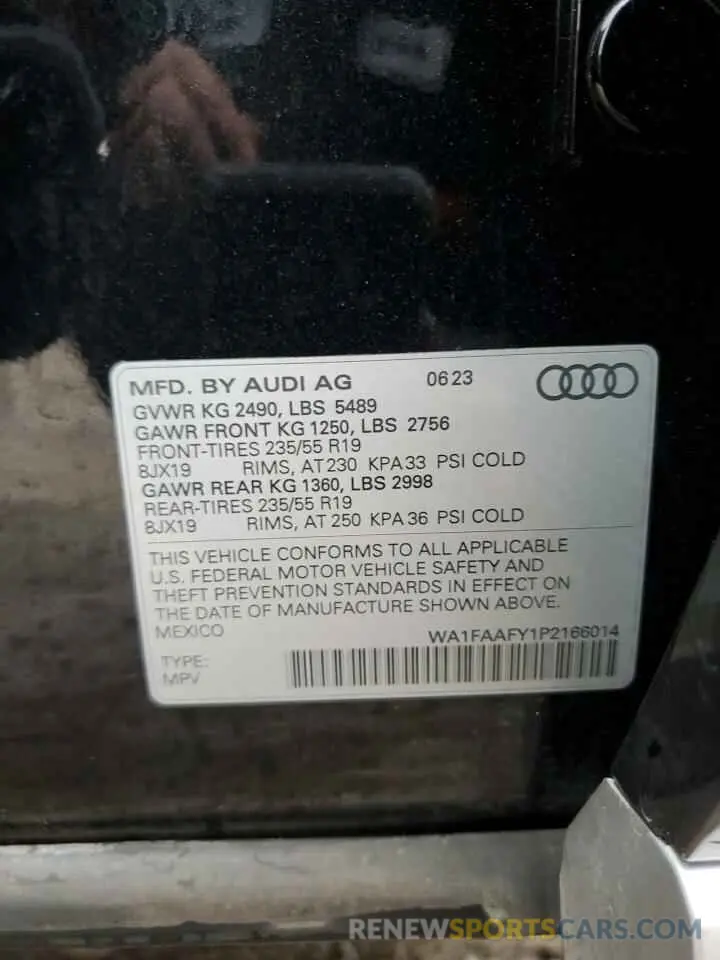 MFD. BY AUDI AG 0623
GVWR KG 2490, LBS 5489
GAWR FRONT KG 1250, LBS 2756
FRONT-TIRES 235/55 R19
8JX19 RIMS, AT 230 KPA 33 PSI COLD
GAWR REAR KG 1360, LBS 2998
REAR-TIRES 235/55 R19
8JX19 RIMS, AT 250 KPA 36 PSI COLD
THIS VEHICLE CONFORMS TO ALL APPLICABLE
U.S. FEDERAL MOTOR VEHICLE SAFETY AND
THEFT PREVENTION STANDARDS IN EFFECT ON
THE DATE OF MANUFACTURE SHOWN ABOVE.
MEXICO WA1FAAFY1P2166014
TYPE:
MPV
RENEWSPORTSCARS.COM